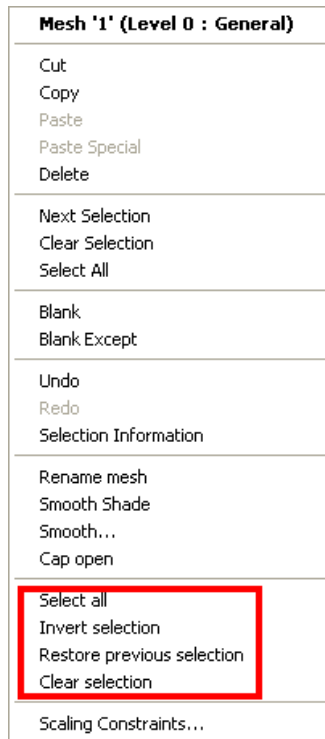 Mesh '1' (Level 0 : General)
Cut
Copy
Paste
Paste Special
Delete
Next Selection
Clear Selection
Select All
Blank
Blank Except
Undo
Redo
Selection Information
Rename mesh
Smooth Shade
Smooth...
Cap open
Select all
Invert selection
Restore previous selection
Clear selection
Scaling Constraints...